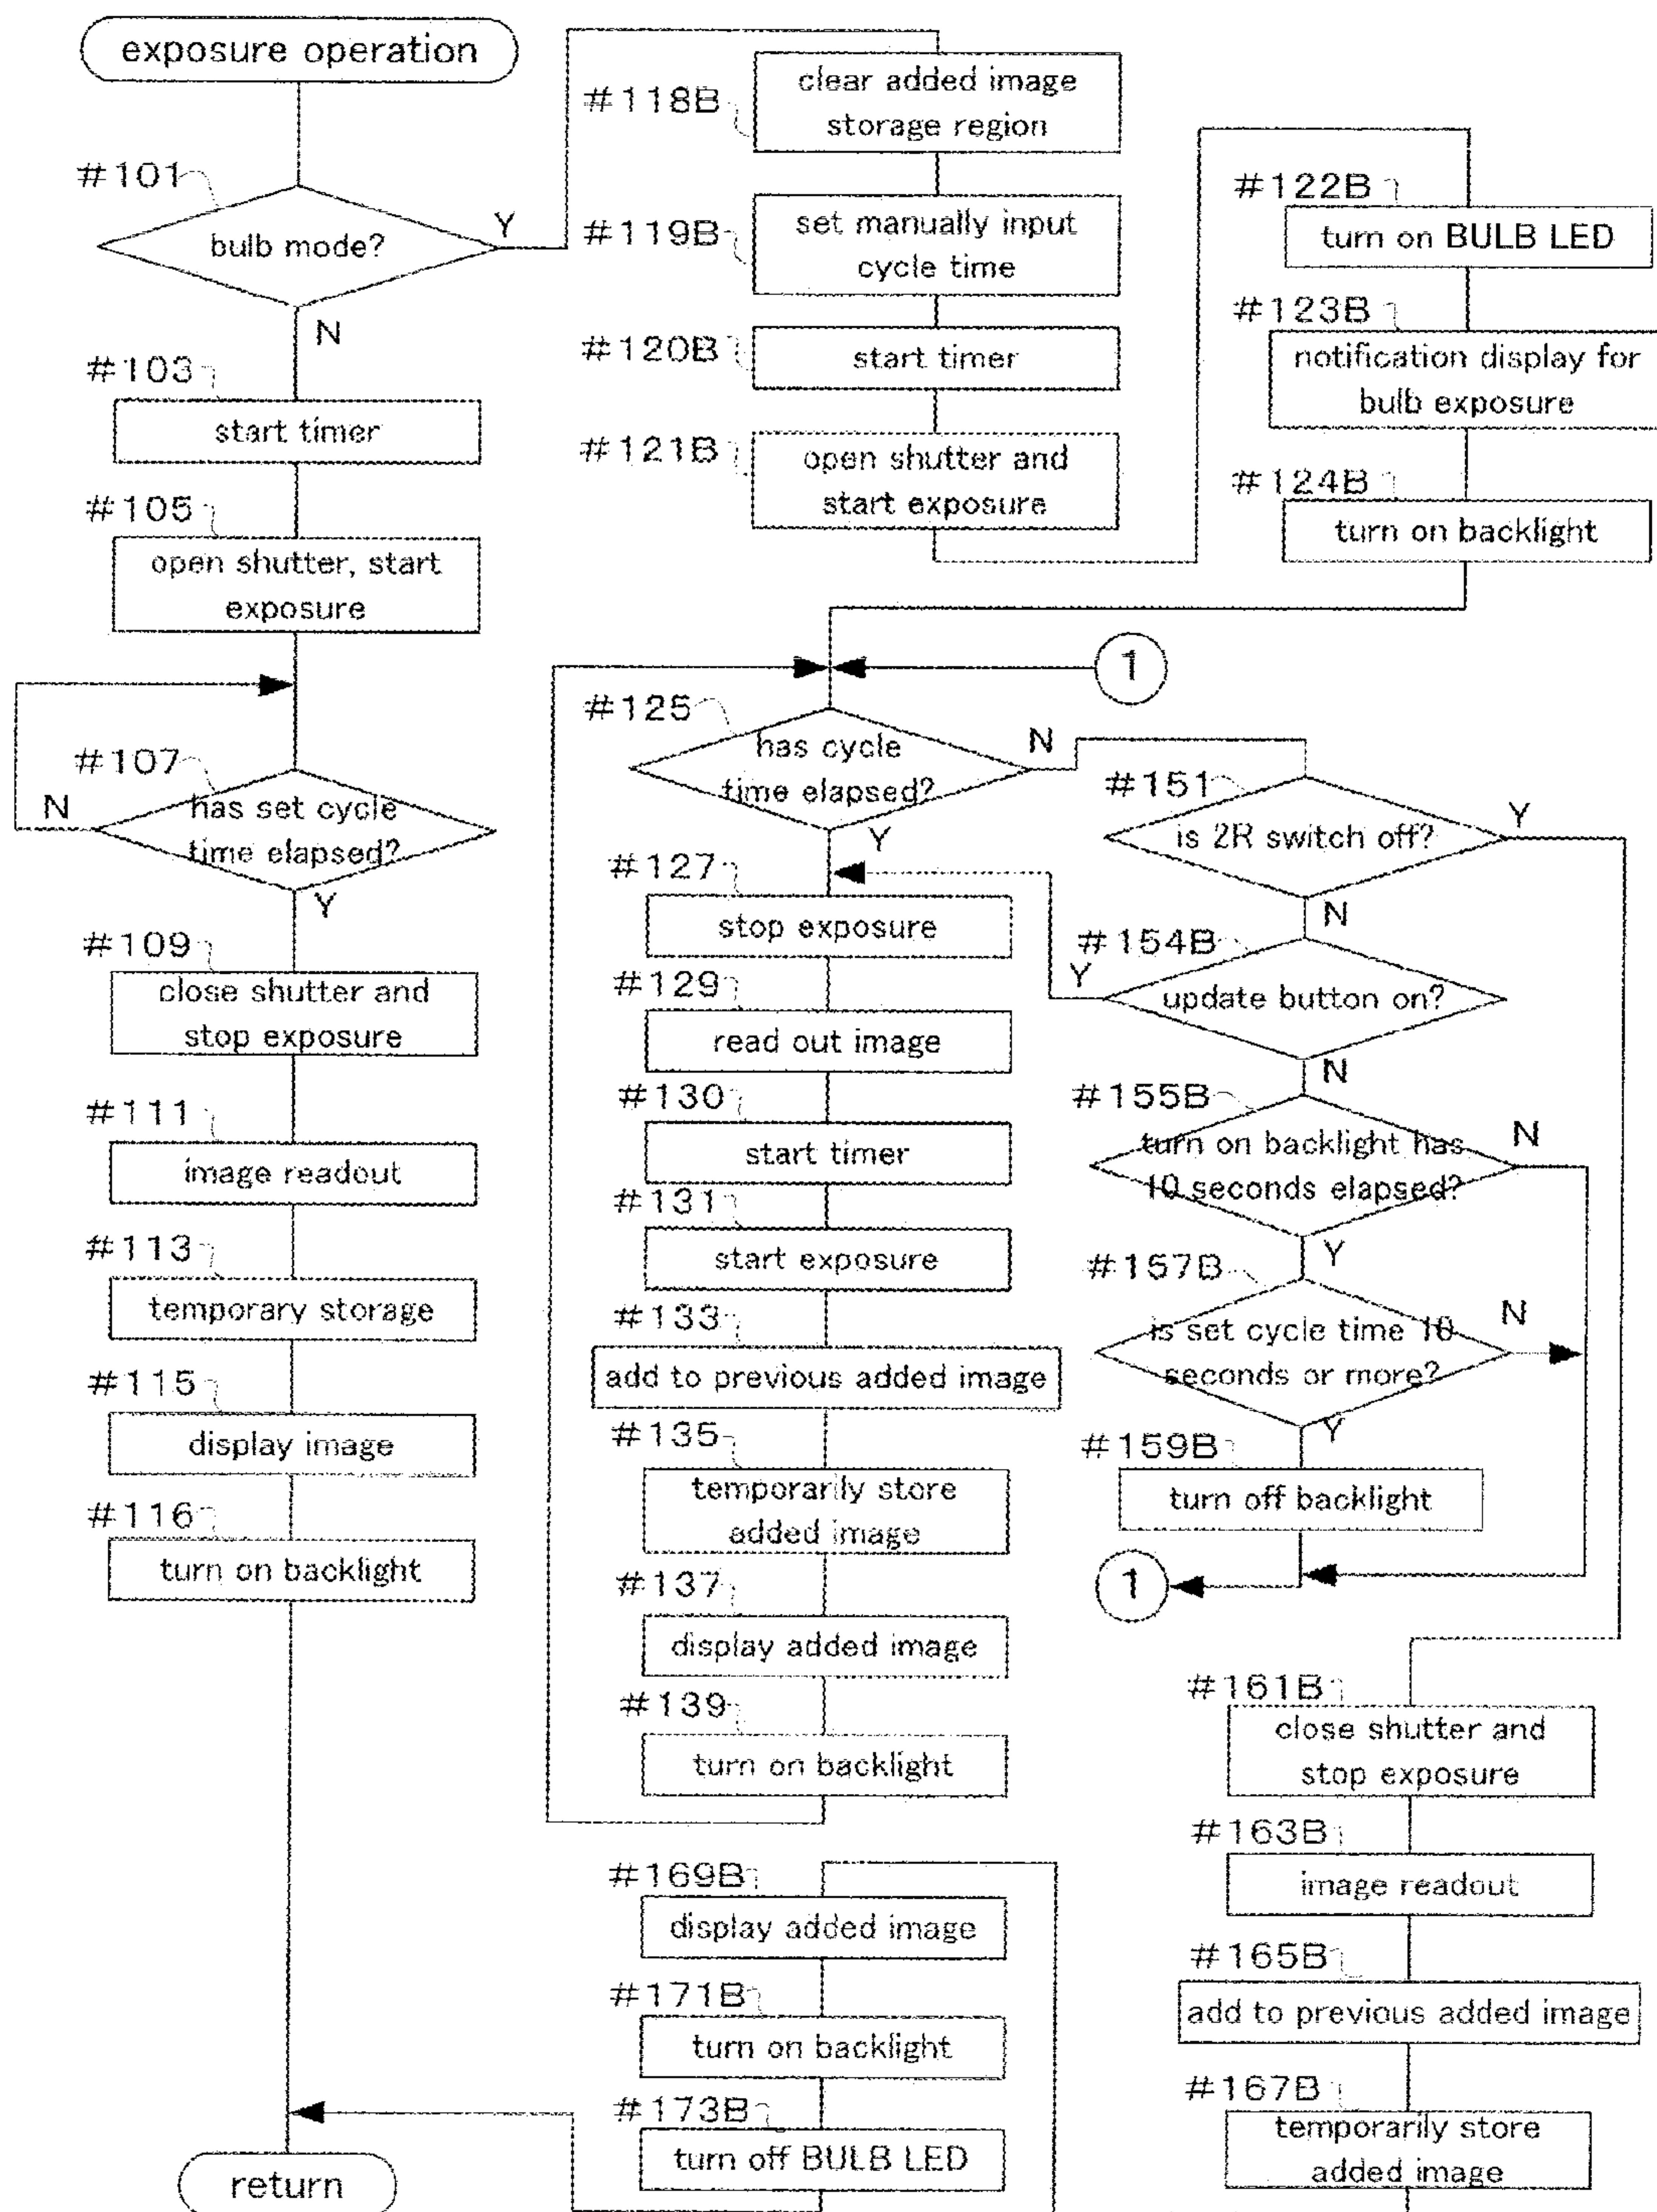 exposure operation
#101
bulb mode?
Y
N
#103
start timer
#105
open shutter, start
exposure
#107
has set cycle
time elapsed?
N
Y
#109
close shutter and
stop exposure
#111
image readout
#113
temporary storage
#115
display image
#116
turn on backlight
return
#118B
clear added image
storage region
#119B
set manually input
cycle time
#120B
start timer
#121B
open shutter and
start exposure
#122B
turn on BULB LED
#123B
notification display for
bulb exposure
#124B
turn on backlight
1
#125
has cycle
time elapsed?
N
Y
#127
stop exposure
#129
read out image
#130
start timer
#131
start exposure
#133
add to previous added image
#135
temporarily store
added image
#137
display added image
#139
turn on backlight
#151
is 2R switch off?
Y
N
#154B
update button on?
Y
N
#155B
turn on backlight has
10 seconds elapsed?
N
Y
#157B
is set cycle time 10
seconds or more?
N
Y
#159B
turn off backlight
1
#161B
close shutter and
stop exposure
#163B
image readout
#165B
add to previous added image
#167B
temporarily store
added image
#169B
display added image
#171B
turn on backlight
#173B
turn off BULB LED